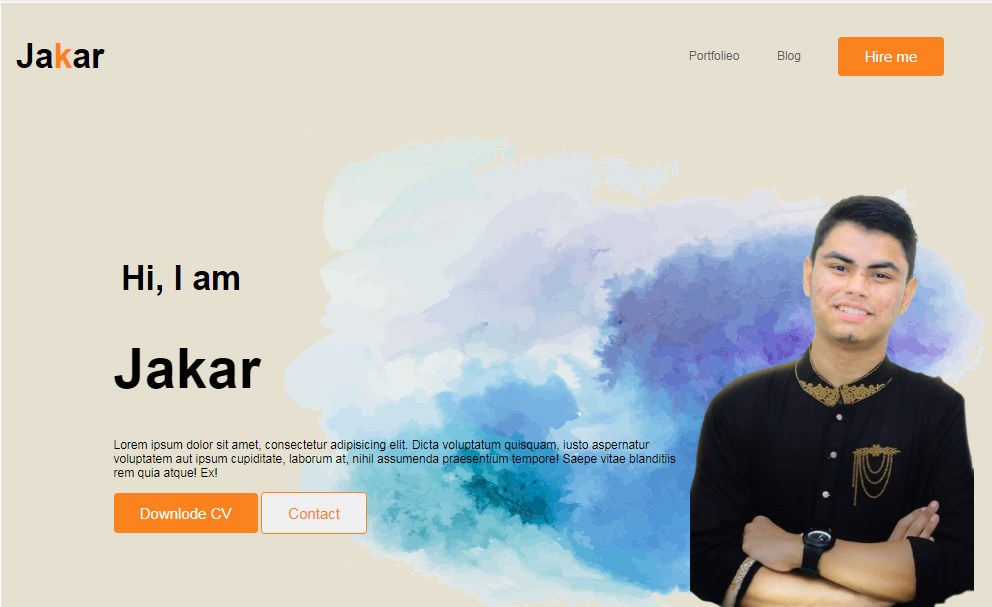 Jakar
Portfolieo
Blog
Hire me
Hi, I am
Jakar
Lorem ipsum dolor sit amet, consectetur adipisicing elit. Dicta voluptatum quisquam, iusto aspernatur
voluptatem aut ipsum cupiditate, laborum at, nihil assumenda praesentium tempore! Saepe vitae blanditiis
rem quia atque! Ex!
Downlode CV
Contact